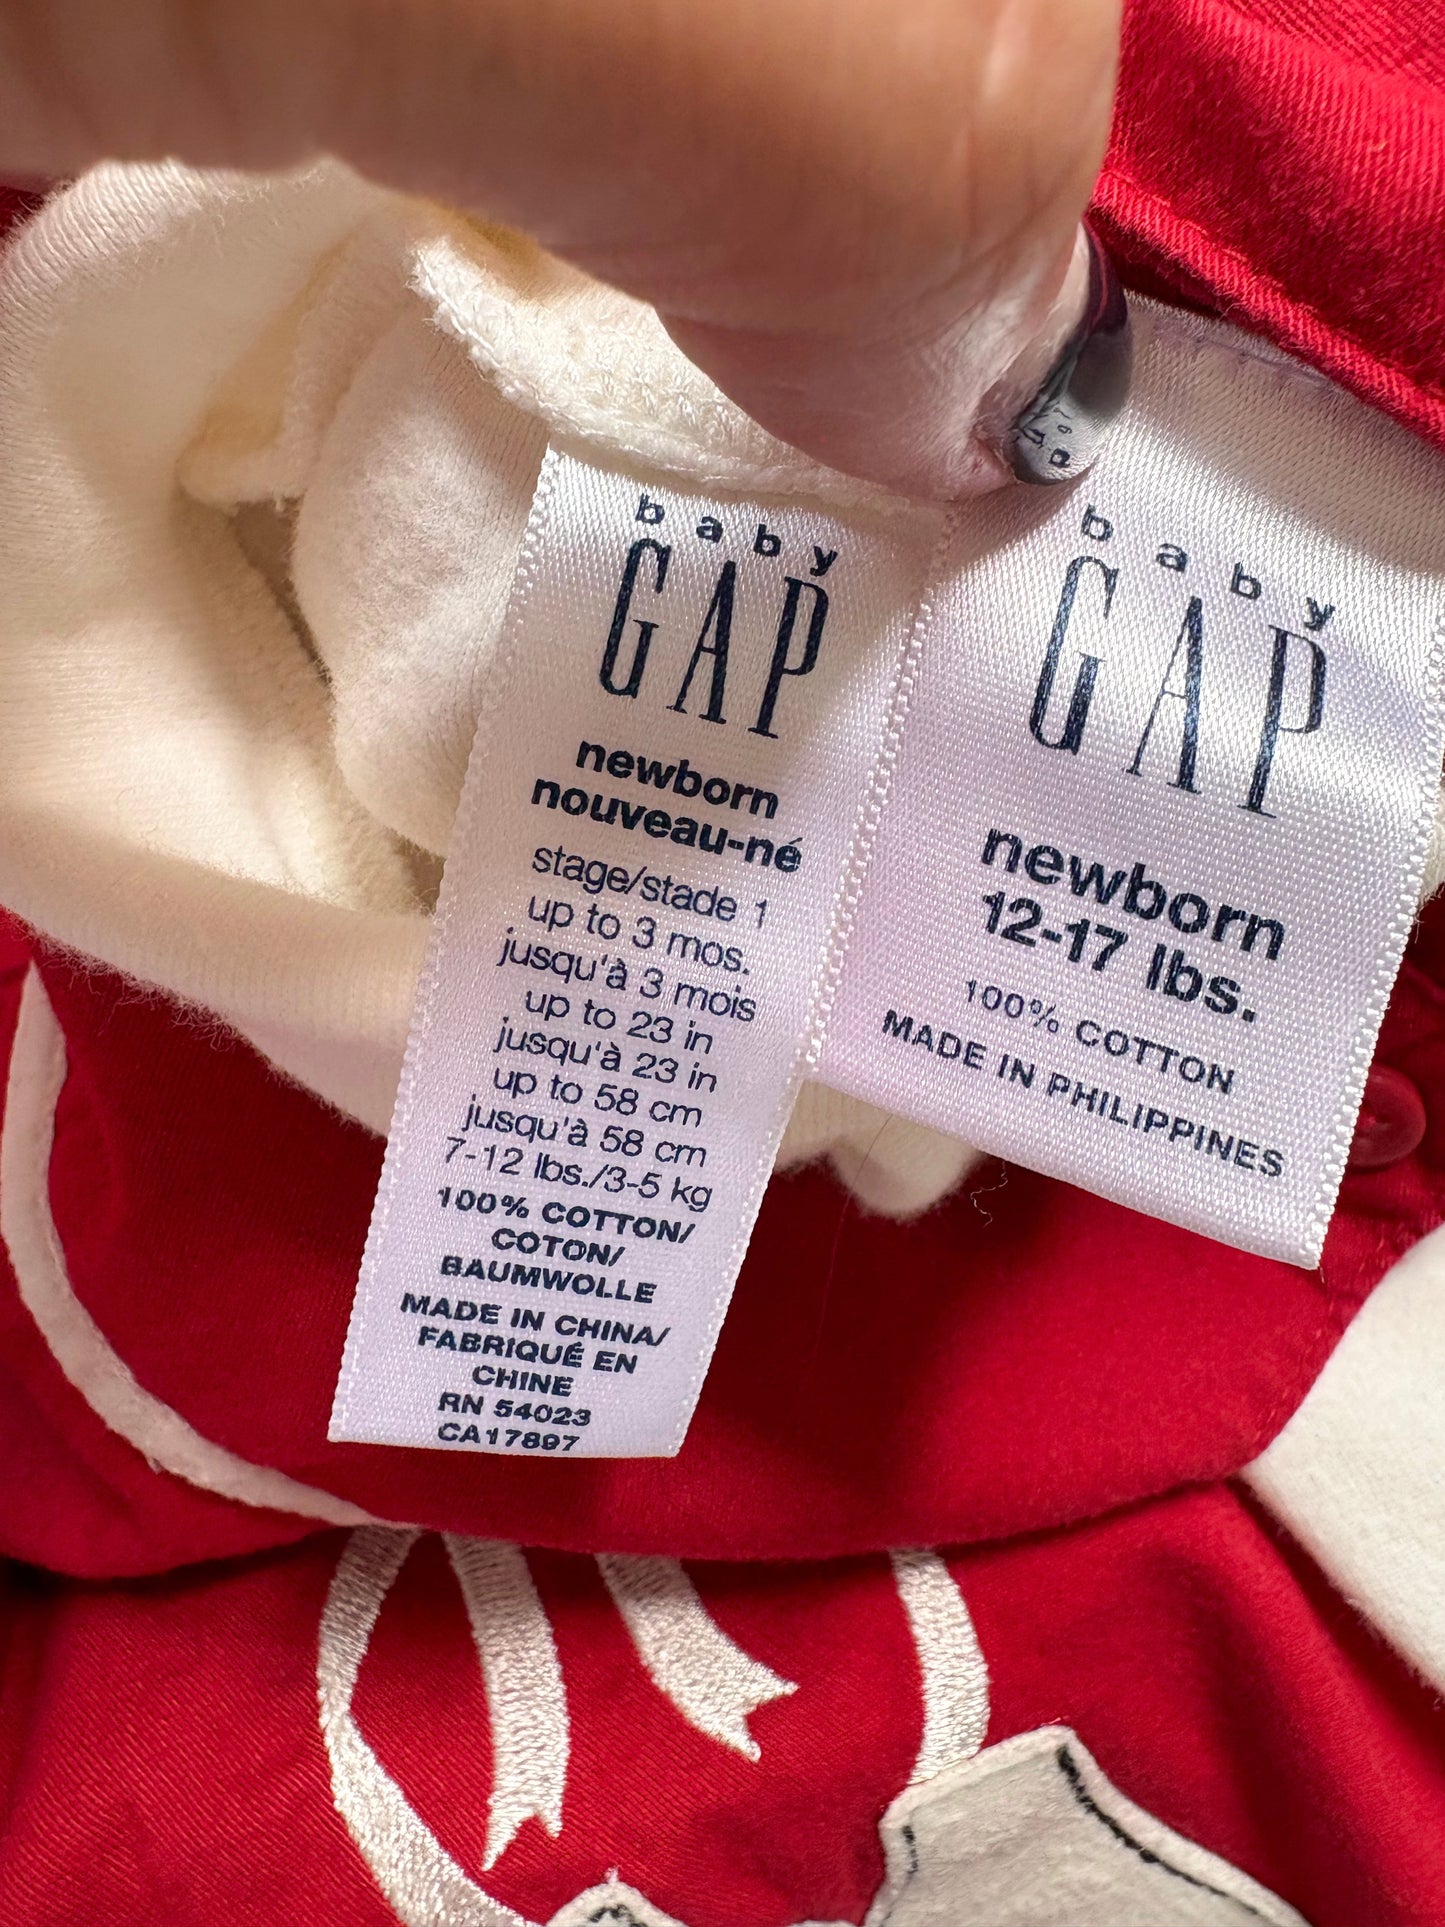 baby
GAP
newborn
nouveau-né
stage/stade 1
up to 3 mos.
jusqu'à 3 mois
up to 23 in
jusqu'à 23 in
up to 58 cm
jusqu'à 58 cm
7-12 lbs./3-5 kg
100% COTTON/
COTON/
BAUMWOLLE
MADE IN CHINA/
FABRIQUÉ EN
CHINE
RN 54023
CA17897
baby
GAP
newborn
12-17 lbs.
100% COTTON
MADE IN PHILIPPINES